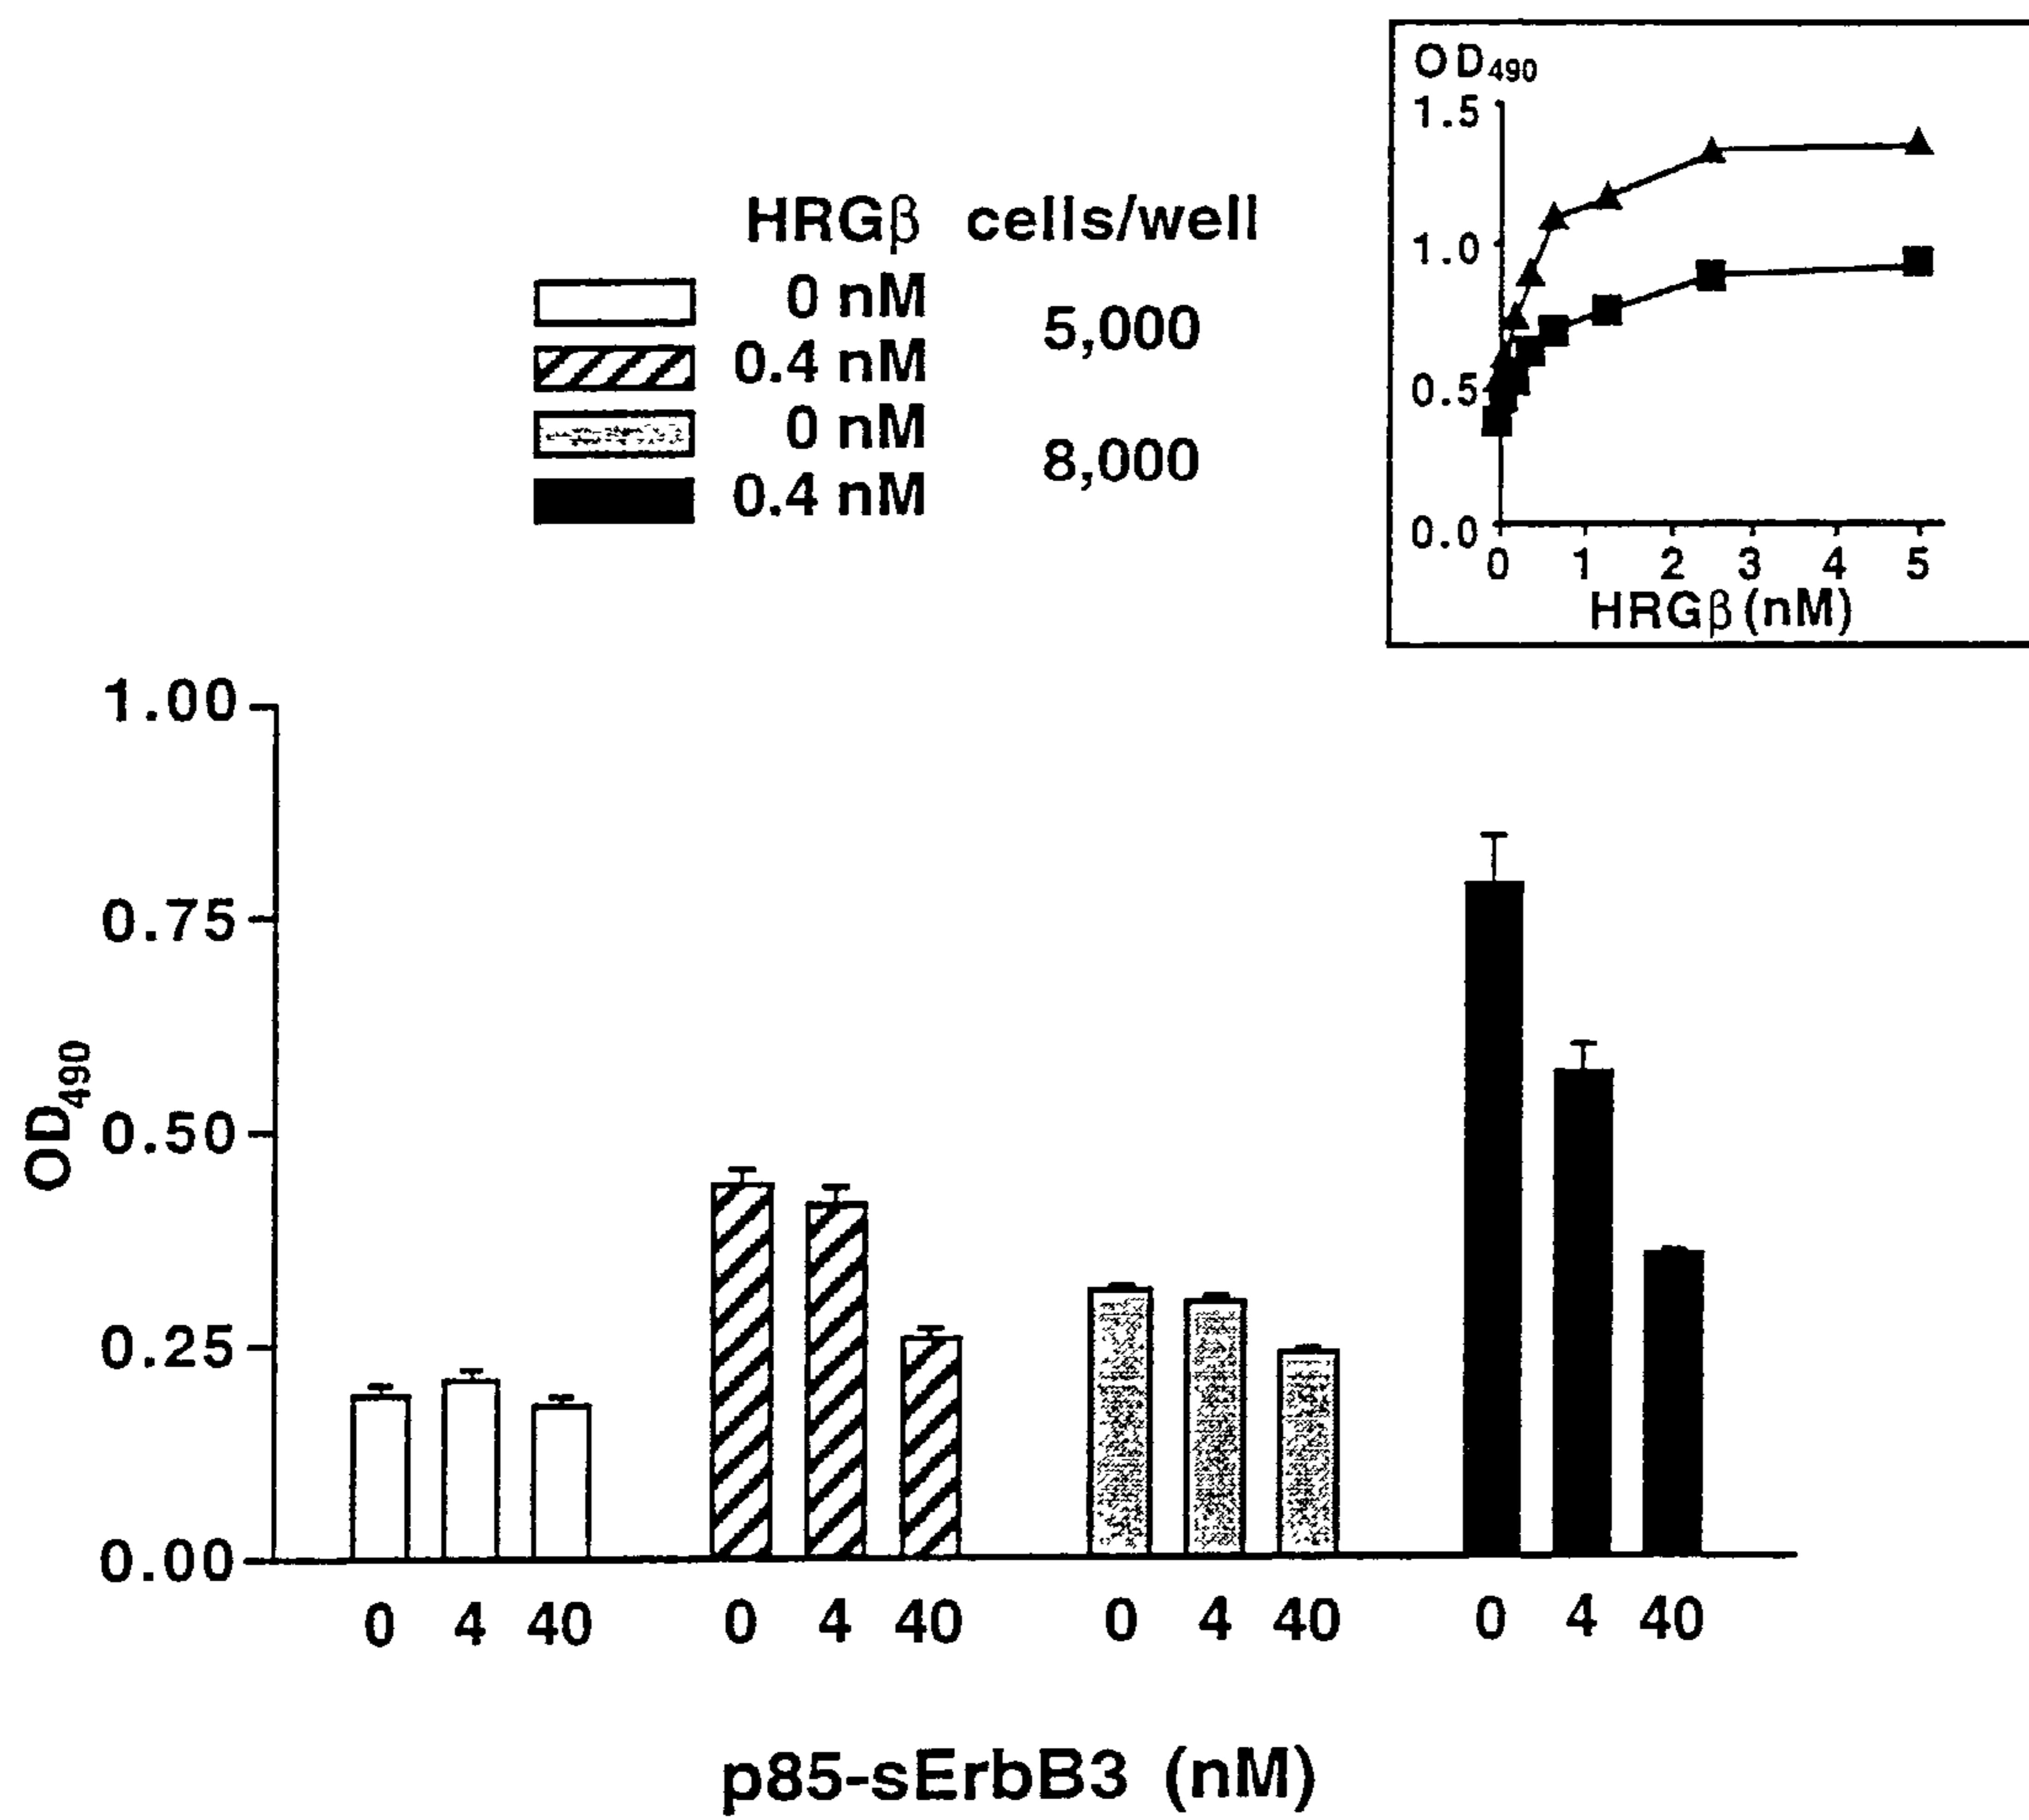 HRGβ cells/well
0 nM
5,000
0.4 nM
0 nM
8,000
0.4 nM
OD490
1.5
1.0
0.5
0.0
0 1 2 3 4 5
HRGβ (nM)
OD490
1.00
0.75
0.50
0.25
0.00
0 4 40 0 4 40 0 4 40 0 4 40
p85-sErbB3 (nM)